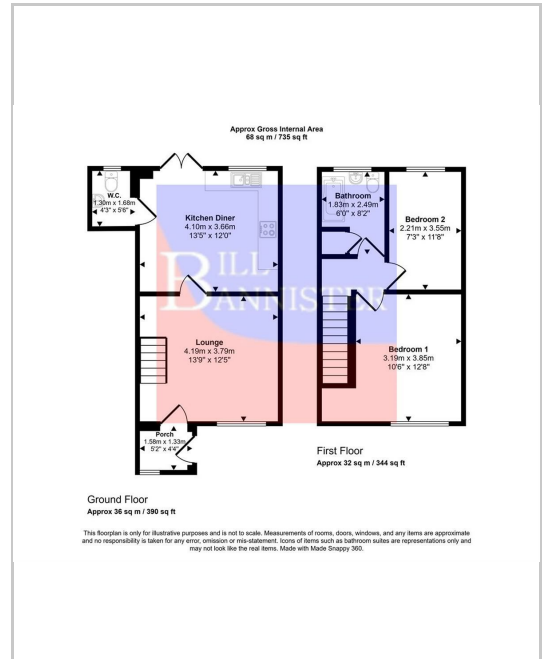 Approx Gross Internal Area
68 sq m / 735 sq ft
W.C.
1.30m x 1.68m
4'3" x 5'6"
Kitchen Diner
4.10m x 3.66m
13'5" x 12'0"
Bathroom
1.83m x 2.49m
6'0" x 8'2"
Bedroom 2
2.21m x 3.55m
7'3" x 11'8"
BILL
BANNISTER
Lounge
4.19m x 3.79m
13'9" x 12'5"
Bedroom 1
3.19m x 3.85m
10'6" x 12'8"
Porch
1.58m x 1.33m
5'2" x 4'4"
First Floor
Approx 32 sq m / 344 sq ft
Ground Floor
Approx 36 sq m / 390 sq ft
This floorplan is only for illustrative purposes and is not to scale. Measurements of rooms, doors, windows, and any items are approximate
and no responsibility is taken for any error, omission or mis-statement. Icons of items such as bathroom suites are representations only and
may not look like the real items. Made with Made Snappy 360.